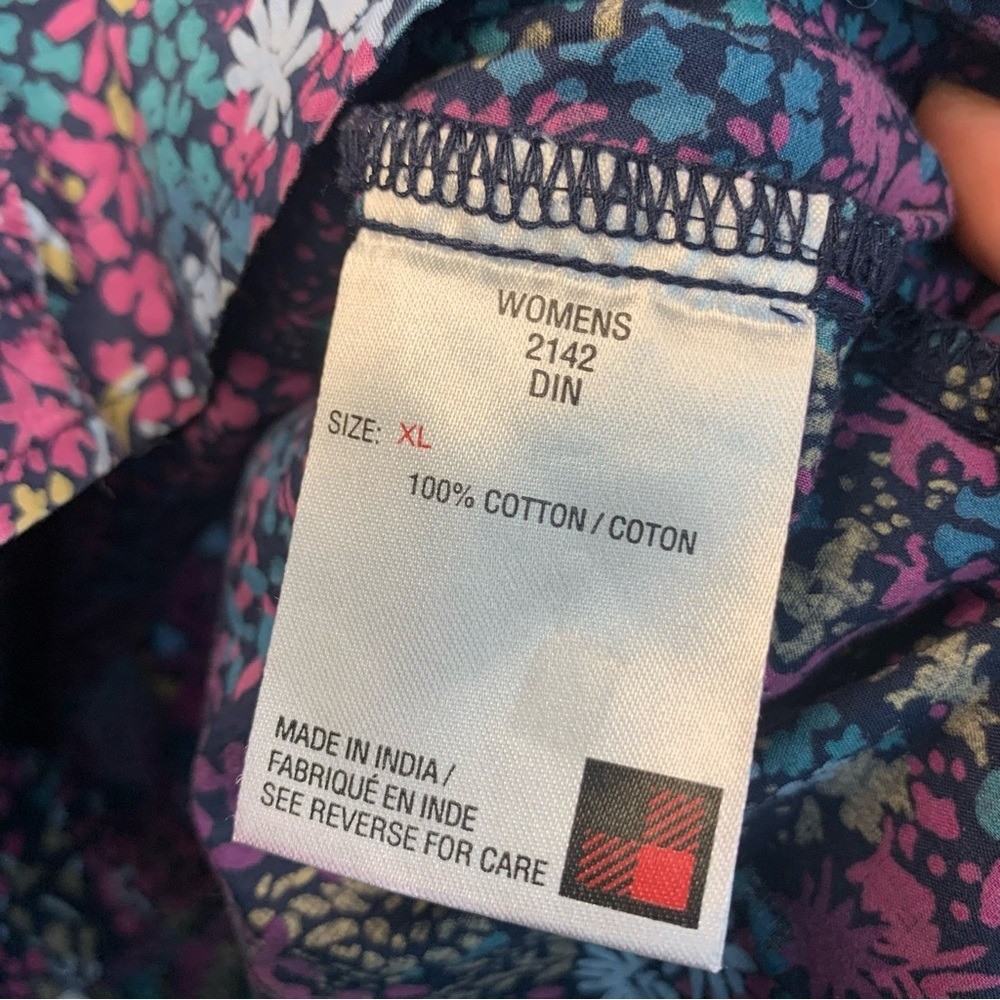 WOMENS
2142
DIN
SIZE: XL
100% COTTON / COTON
MADE IN INDIA /
FABRIQUÉ EN INDE
SEE REVERSE FOR CARE